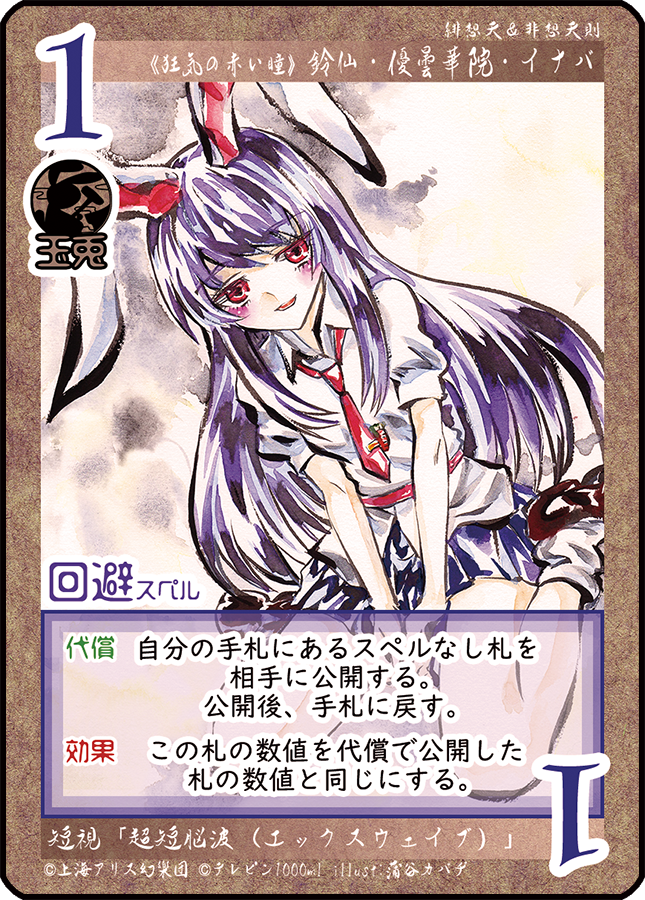 緋想天&非想天則
1
《狂気の赤い瞳》鈴仙・優曇華院・イナバ
玉兎
回避スペル
代償 自分の手札にあるスペルなし札を
相手に公開する。
公開後、手札に戻す。
効果 この札の数値を代償で公開した
札の数値と同じにする。
1
短視「超短脳波(エックスウェイブ)」
©上海アリス幻樂団 ©テレピン1000ml illust:蒲谷カバヂ